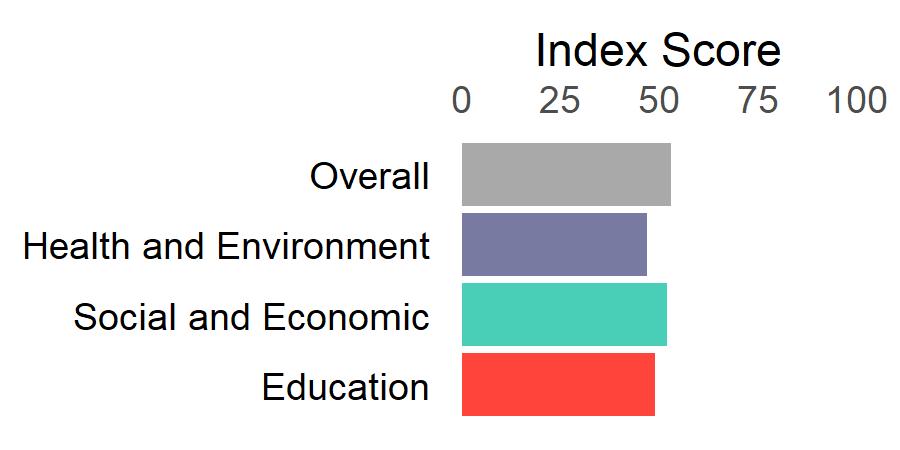 Index Score
0 25 50 75 100
Overall
Health and Environment
Social and Economic
Education